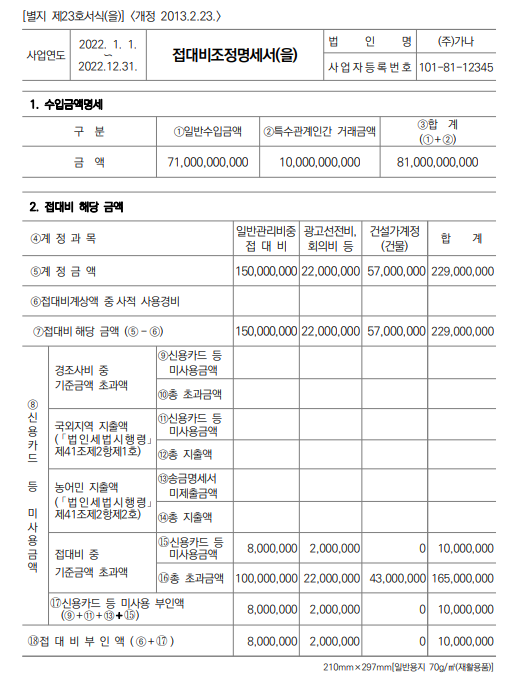 [별지 제23호서식(을)] <개정 2013.2.23.>
사업연도
2022. 1. 1.
~
2022.12.31.
접대비조정명세서(을)
법 인 명
(주)가나
사업자등록번호
101-81-12345
1. 수입금액명세
구 분
①일반수입금액
②특수관계인간 거래금액
③합 계
(①+②)
금 액
71,000,000,000
10,000,000,000
81,000,000,000
2. 접대비 해당 금액
④계 정 과 목
일반관리비중
접 대 비
광고선전비,
회의비 등
건설가계정
(건물)
합 계
⑤계 정 금 액
150,000,000
22,000,000
57,000,000
229,000,000
⑥접대비계상액 중 사적 사용경비
⑦접대비 해당 금액 (⑤-⑥)
150,000,000
22,000,000
57,000,000
229,000,000
⑧
신
용
카
드
등
미
사
용
금
액
경조사비 중
기준금액 초과액
⑨신용카드 등
미사용금액
⑩총 초과금액
국외지역 지출액
(「법인세법시행령」
제41조제2항제1호)
⑪신용카드 등
미사용금액
⑫총 지출액
농어민 지출액
(「법인세법시행령」
제41조제2항제2호)
⑬송금명세서
미제출금액
⑭총 지출액
접대비 중
기준금액 초과액
⑮신용카드 등
미사용금액
8,000,000
2,000,000
0
10,000,000
⑯총 초과금액
100,000,000
22,000,000
43,000,000
165,000,000
⑰신용카드 등 미사용 부인액
(⑨+⑪+⑬+⑮)
8,000,000
2,000,000
0
10,000,000
⑱접 대 비 부 인 액 (⑥+⑰)
8,000,000
2,000,000
0
10,000,000
210mm×297mm[일반용지 70g/㎡(재활용품)]